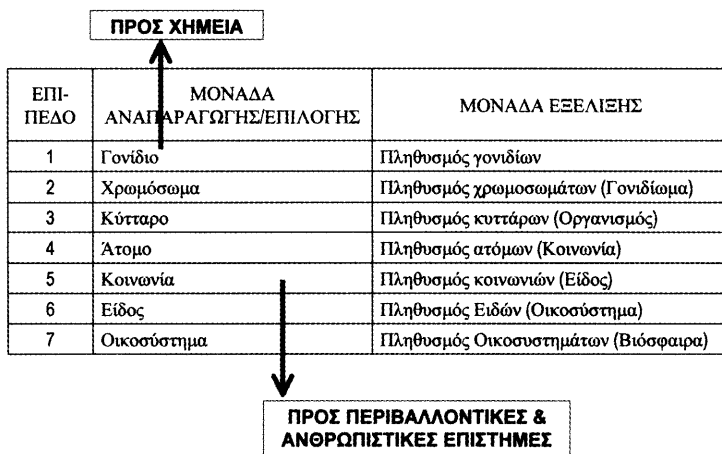 ΠΡΟΣ ΧΗΜΕΙΑ
ΕΠΙ-
ΠΕΔΟ
ΜΟΝΑΔΑ
ΑΝΑΠΑΡΑΓΩΓΗΣ/ΕΠΙΛΟΓΗΣ
ΜΟΝΑΔΑ ΕΞΕΛΙΞΗΣ
1 Γονίδιο Πληθυσμός γονιδίων
2 Χρωμόσωμα Πληθυσμός χρωμοσωμάτων (Γονιδίωμα)
3 Κύτταρο Πληθυσμός κυττάρων (Οργανισμός)
4 Άτομο Πληθυσμός ατόμων (Κοινωνία)
5 Κοινωνία Πληθυσμός κοινωνιών (Είδος)
6 Είδος Πληθυσμός Ειδών (Οικοσύστημα)
7 Οικοσύστημα Πληθυσμός Οικοσυστημάτων (Βιόσφαιρα)
ΠΡΟΣ ΠΕΡΙΒΑΛΛΟΝΤΙΚΕΣ &
ΑΝΘΡΩΠΙΣΤΙΚΕΣ ΕΠΙΣΤΗΜΕΣ